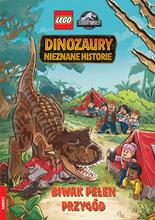 LEGO
JURASSIC WORLD
DINOZAURY
NIEZNANE HISTORIE
BIWAK PEŁEN
PRZYGÓD